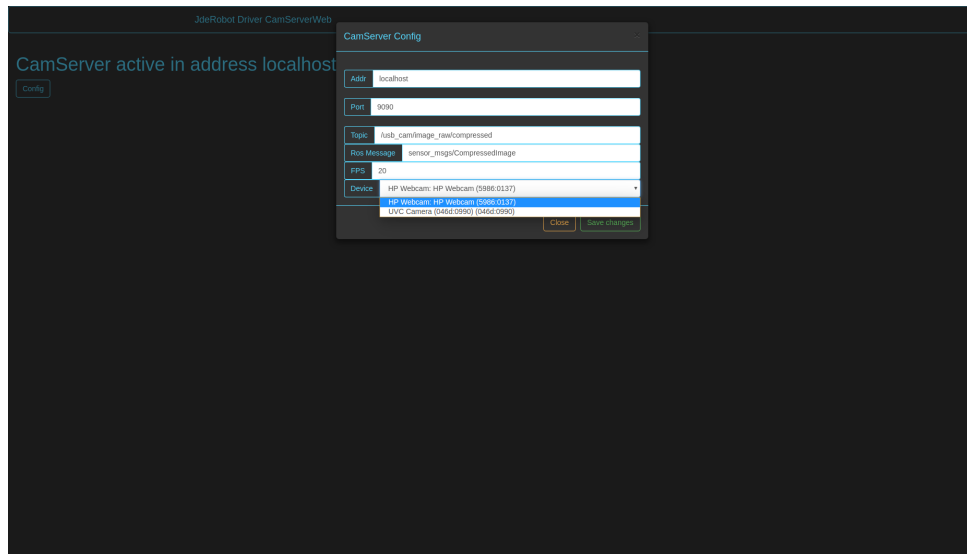 JdeRobot Driver CamServerWeb
CamServer Config
×
CamServer active in address localhost
Config
Addr localhost
Port 9090
Topic /usb_cam/image_raw/compressed
Ros Message sensor_msgs/CompressedImage
FPS 20
Device HP Webcam: HP Webcam (5986:0137)
HP Webcam: HP Webcam (5986:0137)
UVC Camera (046d:0990) (046d:0990)
Close Save changes